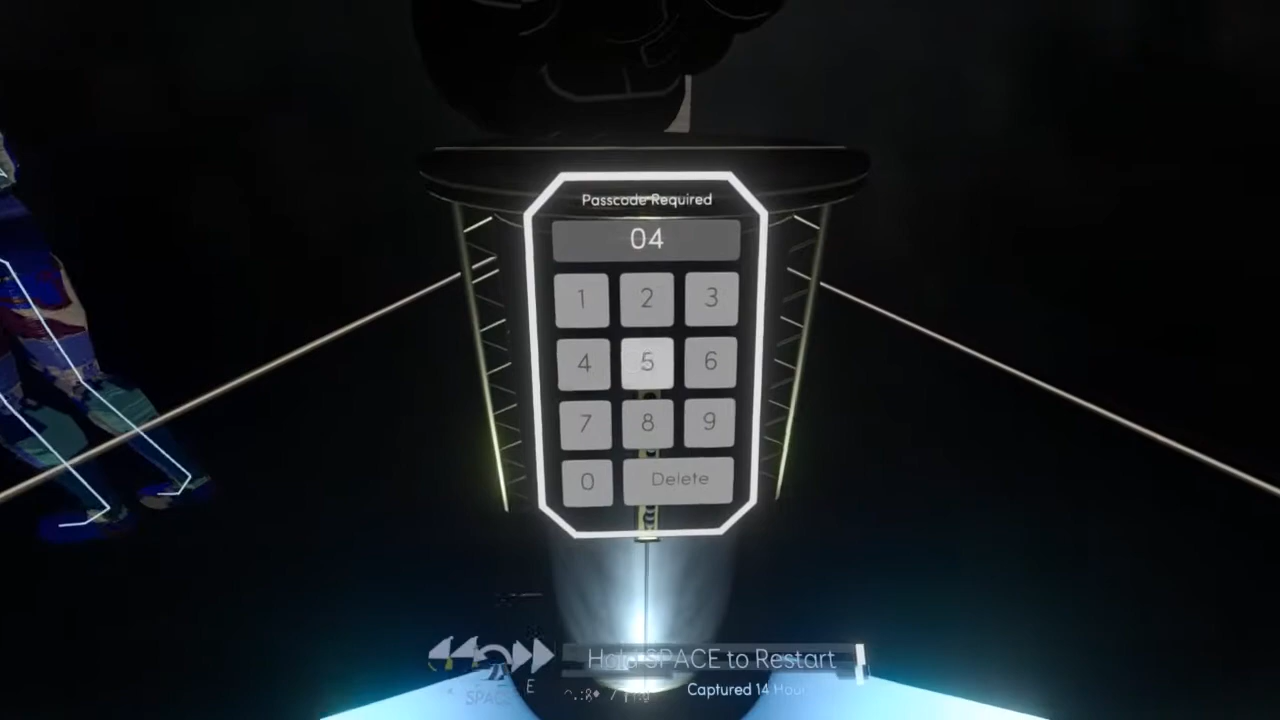 Passcode Required
04
1 2 3
4 5 6
7 8 9
0 Delete
Hold SPACE to Restart
SPACE E
Captured 14